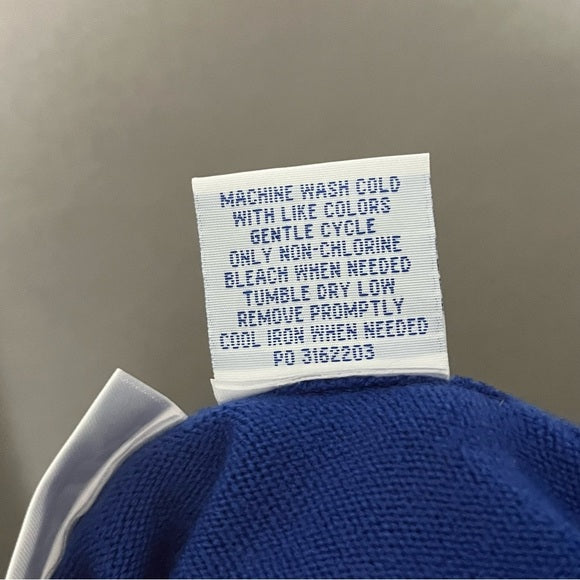 MACHINE WASH COLD
WITH LIKE COLORS
GENTLE CYCLE
ONLY NON-CHLORINE
BLEACH WHEN NEEDED
TUMBLE DRY LOW
REMOVE PROMPTLY
COOL IRON WHEN NEEDED
PO 3162203